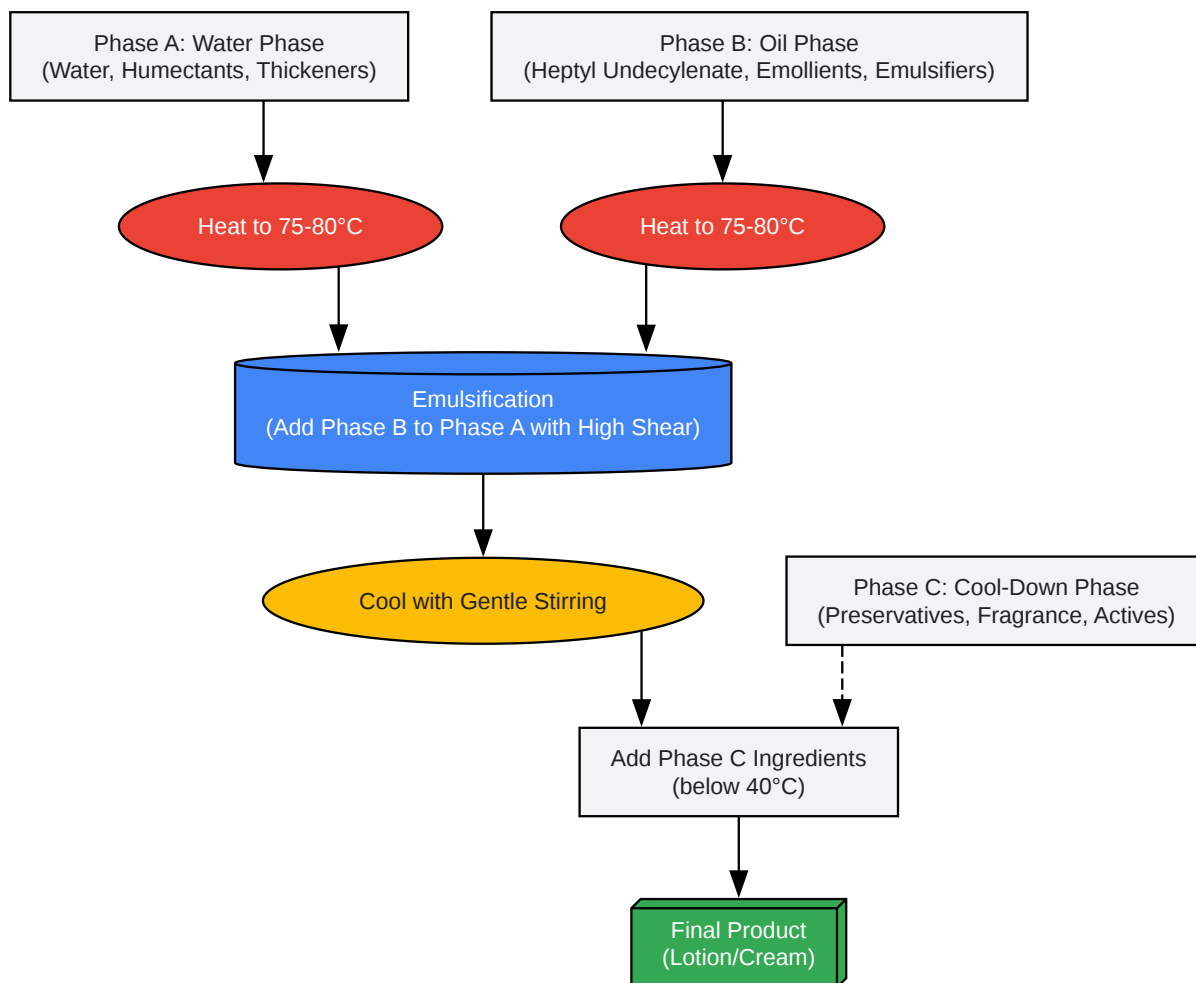 Phase A: Water Phase
(Water, Humectants, Thickeners)
Phase B: Oil Phase
(Heptyl Undecylenate, Emollients, Emulsifiers)
Heat to 75-80°C
Heat to 75-80°C
Emulsification
(Add Phase B to Phase A with High Shear)
Cool with Gentle Stirring
Phase C: Cool-Down Phase
(Preservatives, Fragrance, Actives)
Add Phase C Ingredients
(below 40°C)
Final Product
(Lotion/Cream)